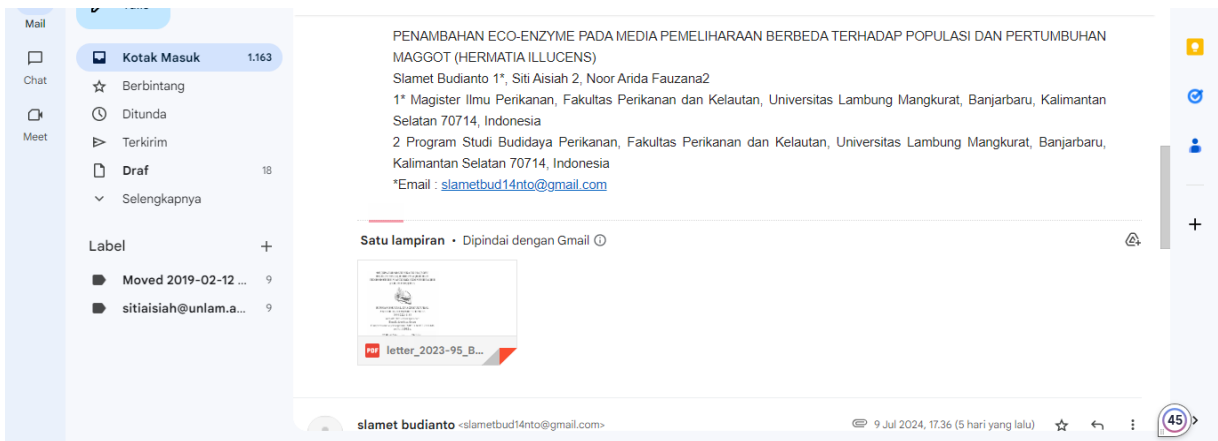 Mail
Chat
Meet
Kotak Masuk 1.163
Berbintang
Ditunda
Terkirim
Draf 18
Selengkapnya
Label
Moved 2019-02-12 ... 9
sitiaisiah@unlam.a... 9
PENAMBAHAN ECO-ENZYME PADA MEDIA PEMELIHARAAN BERBEDA TERHADAP POPULASI DAN PERTUMBUHAN
MAGGOT (HERMATIA ILLUCENS)
Slamet Budianto 1*, Siti Aisiah 2, Noor Arida Fauzana2
1* Magister Ilmu Perikanan, Fakultas Perikanan dan Kelautan, Universitas Lambung Mangkurat, Banjarbaru, Kalimantan
Selatan 70714, Indonesia
2 Program Studi Budidaya Perikanan, Fakultas Perikanan dan Kelautan, Universitas Lambung Mangkurat, Banjarbaru,
Kalimantan Selatan 70714, Indonesia
*Email : slametbud14nto@gmail.com
Satu lampiran • Dipindai dengan Gmail
PDF letter_2023-95_B...
slamet budianto <slametbud14nto@gmail.com> 9 Jul 2024, 17.36 (5 hari yang lalu)
45